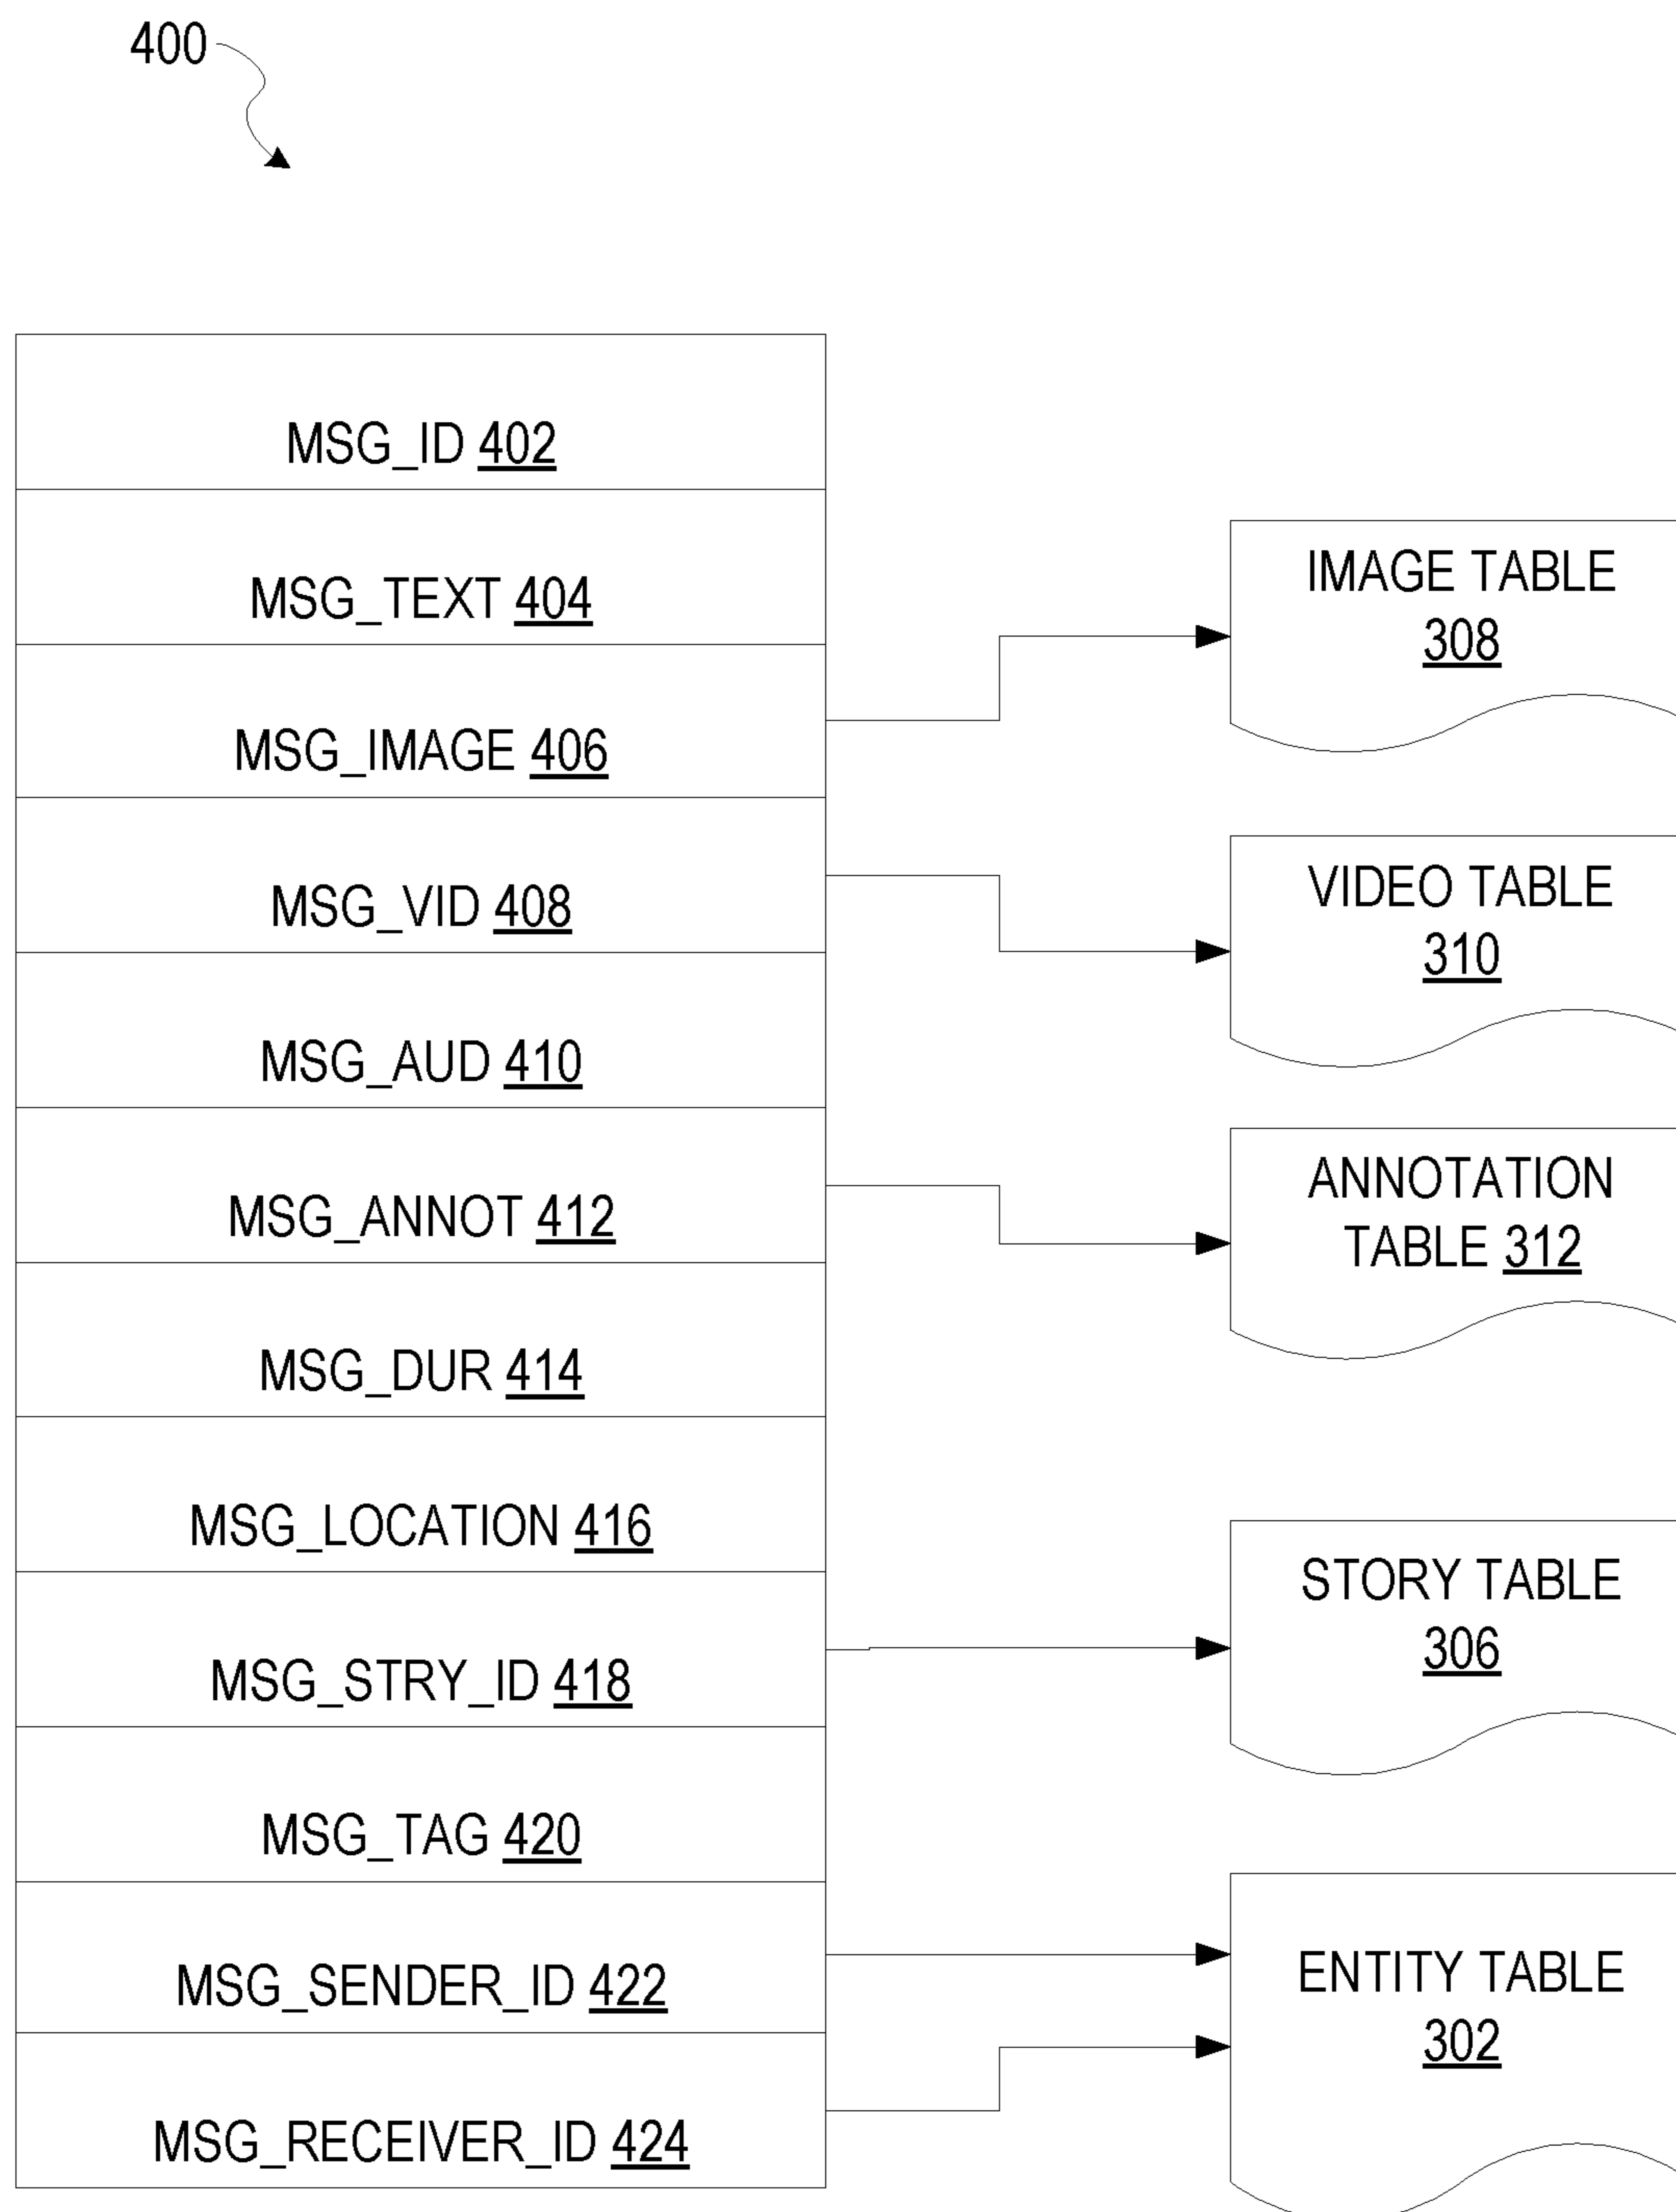 400
MSG_ID 402
MSG_TEXT 404
MSG_IMAGE 406
MSG_VID 408
MSG_AUD 410
MSG_ANNOT 412
MSG_DUR 414
MSG_LOCATION 416
MSG_STRY_ID 418
MSG_TAG 420
MSG_SENDER_ID 422
MSG_RECEIVER_ID 424
IMAGE TABLE
308
VIDEO TABLE
310
ANNOTATION
TABLE 312
STORY TABLE
306
ENTITY TABLE
302